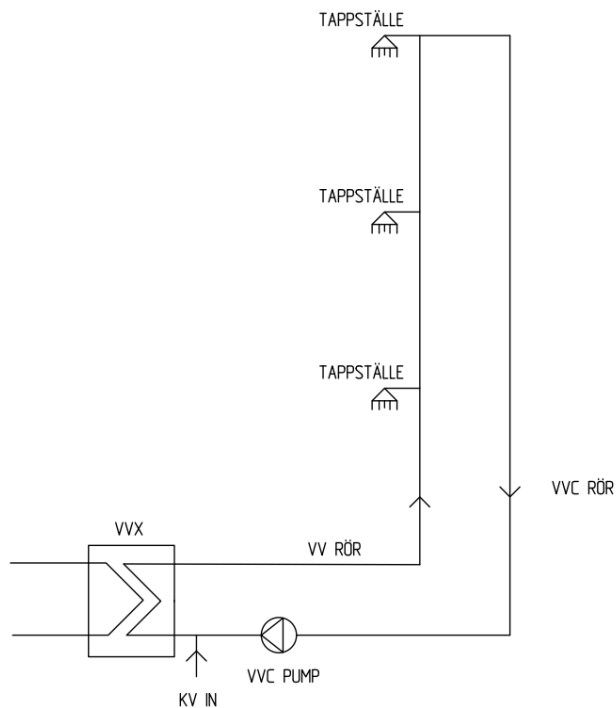 TAPPSTÄLLE
TAPPSTÄLLE
TAPPSTÄLLE
VVC RÖR
VVX
VV RÖR
VVC PUMP
KV IN